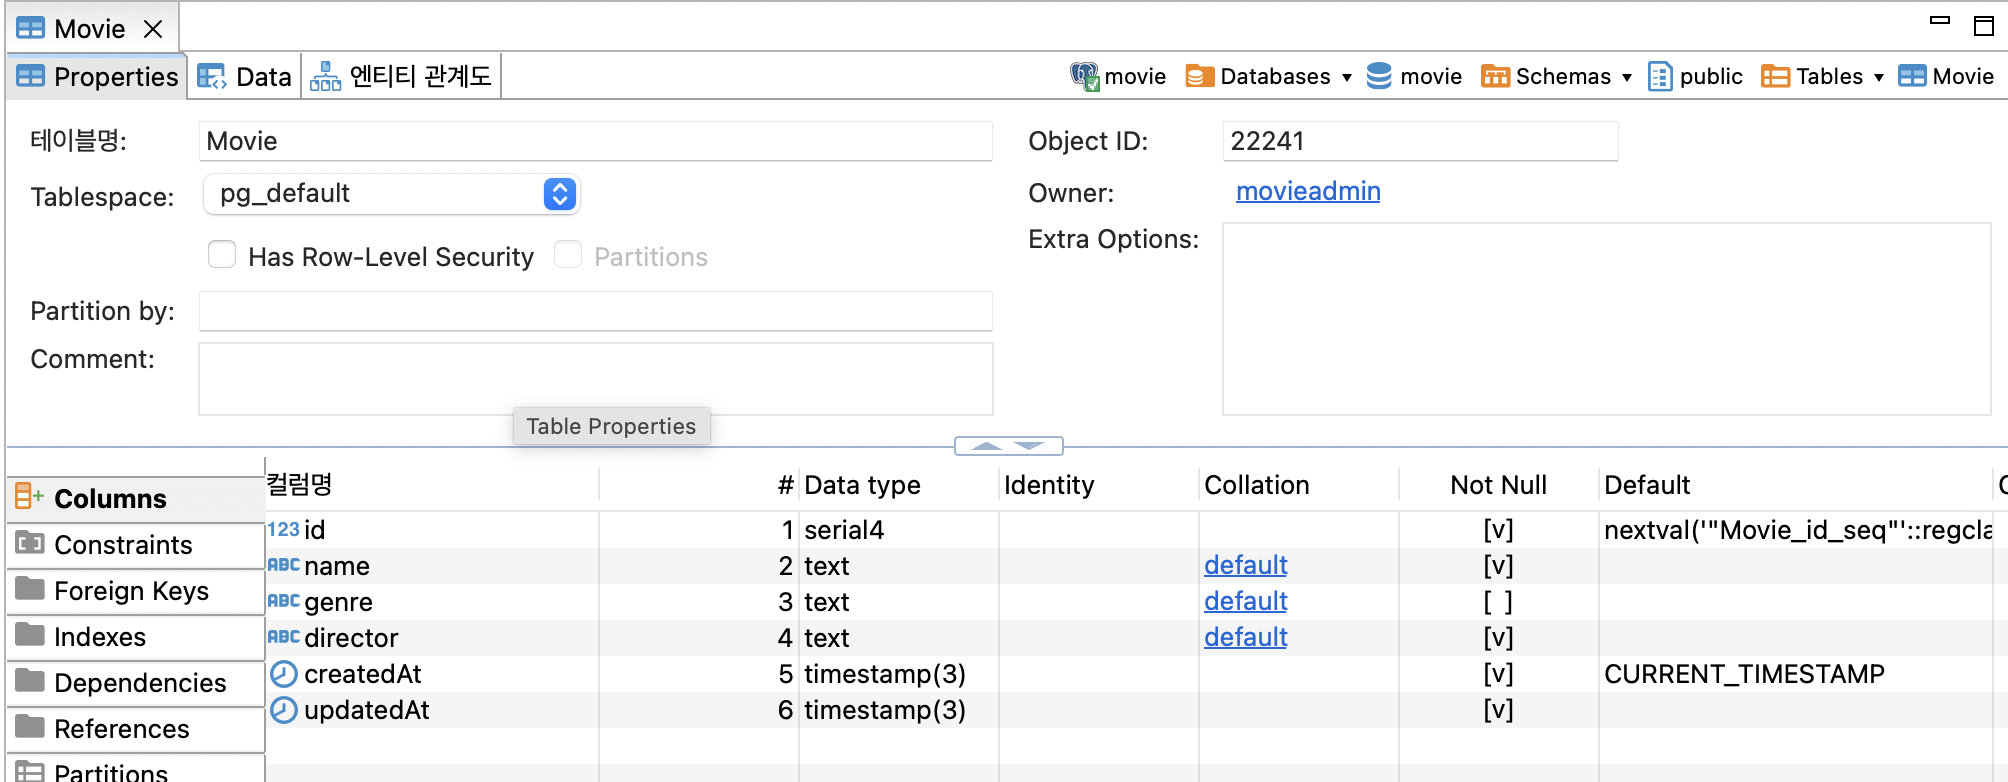 Movie
Properties Data 엔티티 관계도 movie Databases movie Schemas public Tables Movie
테이블명: Movie Object ID: 22241
Tablespace: pg_default Owner: movieadmin
Has Row-Level Security Partitions Extra Options:
Partition by:
Comment:
Table Properties
컬럼명 # Data type Identity Collation Not Null Default
Columns
Constraints
Foreign Keys
Indexes
Dependencies
References
Partitions
123 id 1 serial4 [v] nextval('"Movie_id_seq"'::regcla
ABC name 2 text default [v]
ABC genre 3 text default [ ]
ABC director 4 text default [v]
createdAt 5 timestamp(3) [v] CURRENT_TIMESTAMP
updatedAt 6 timestamp(3) [v]